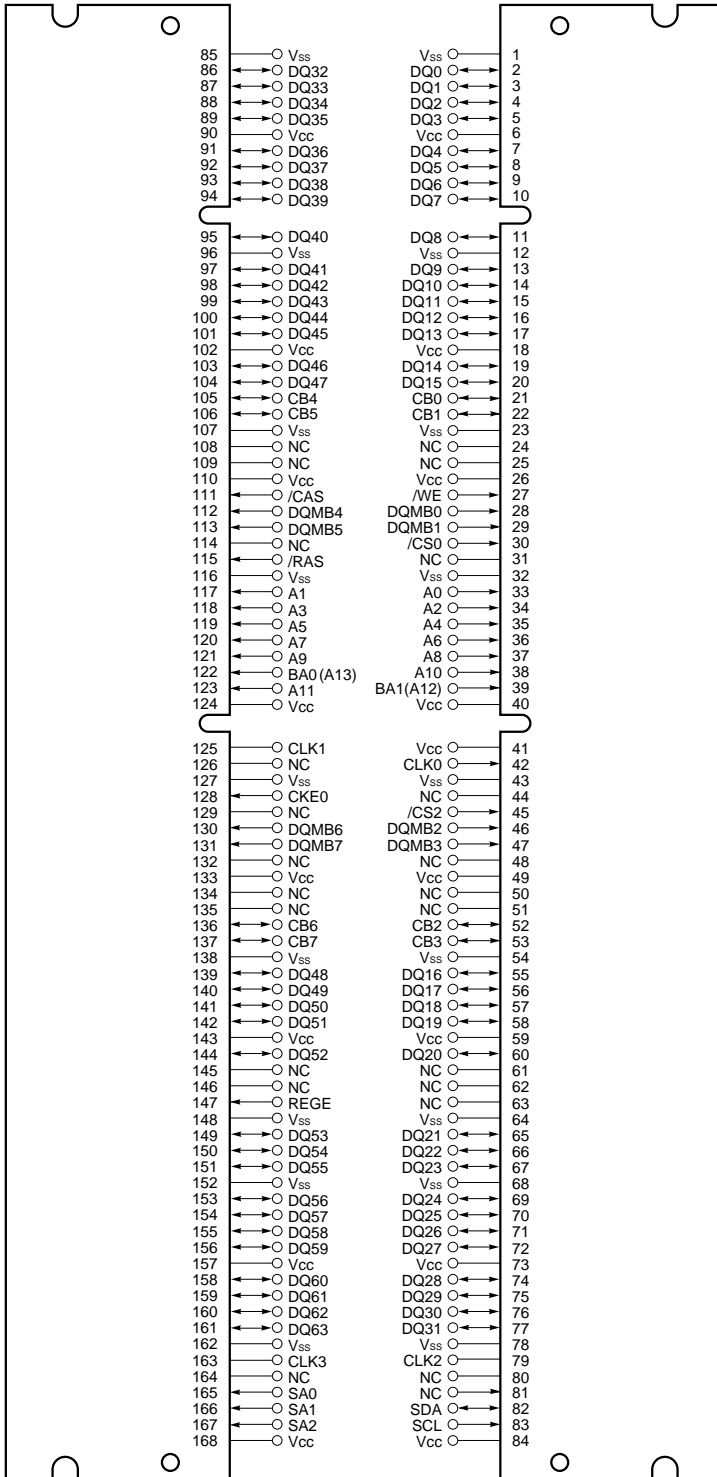 85 Vss Vss 1
86 DQ32 DQ0 2
87 DQ33 DQ1 3
88 DQ34 DQ2 4
89 DQ35 DQ3 5
90 Vcc Vcc 6
91 DQ36 DQ4 7
92 DQ37 DQ5 8
93 DQ38 DQ6 9
94 DQ39 DQ7 10
95 DQ40 DQ8 11
96 Vss Vss 12
97 DQ41 DQ9 13
98 DQ42 DQ10 14
99 DQ43 DQ11 15
100 DQ44 DQ12 16
101 DQ45 DQ13 17
102 Vcc Vcc 18
103 DQ46 DQ14 19
104 DQ47 DQ15 20
105 CB4 CB0 21
106 CB5 CB1 22
107 Vss Vss 23
108 NC NC 24
109 NC NC 25
110 Vcc Vcc 26
111 /CAS /WE 27
112 DQMB4 DQMB0 28
113 DQMB5 DQMB1 29
114 NC /CS0 30
115 /RAS NC 31
116 Vss Vss 32
117 A1 A0 33
118 A3 A2 34
119 A5 A4 35
120 A7 A6 36
121 A9 A8 37
122 BA0(A13) A10 38
123 A11 BA1(A12) 39
124 Vcc Vcc 40
125 CLK1 Vcc 41
126 NC CLK0 42
127 Vss Vss 43
128 CKE0 NC 44
129 NC /CS2 45
130 DQMB6 DQMB2 46
131 DQMB7 DQMB3 47
132 NC NC 48
133 Vcc Vcc 49
134 NC NC 50
135 NC NC 51
136 CB6 CB2 52
137 CB7 CB3 53
138 Vss Vss 54
139 DQ48 DQ16 55
140 DQ49 DQ17 56
141 DQ50 DQ18 57
142 DQ51 DQ19 58
143 Vcc Vcc 59
144 DQ52 DQ20 60
145 NC NC 61
146 NC NC 62
147 REGE NC 63
148 Vss Vss 64
149 DQ53 DQ21 65
150 DQ54 DQ22 66
151 DQ55 DQ23 67
152 Vss Vss 68
153 DQ56 DQ24 69
154 DQ57 DQ25 70
155 DQ58 DQ26 71
156 DQ59 DQ27 72
157 Vcc Vcc 73
158 DQ60 DQ28 74
159 DQ61 DQ29 75
160 DQ62 DQ30 76
161 DQ63 DQ31 77
162 Vss Vss 78
163 CLK3 CLK2 79
164 NC NC 80
165 SA0 NC 81
166 SA1 SDA 82
167 SA2 SCL 83
168 Vcc Vcc 84